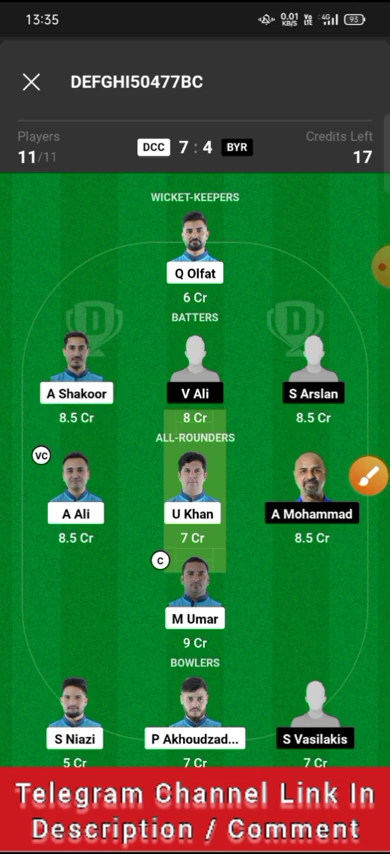 13:35
0.01 KB/S Vo LTE 4G 93
DEFGHI50477BC
Players
Credits Left
11/11
DCC 7 : 4 BYR
17
WICKET-KEEPERS
Q Olfat
6 Cr
BATTERS
A Shakoor
V Ali
S Arslan
8.5 Cr
8 Cr
8.5 Cr
ALL-ROUNDERS
VC
A Ali
U Khan
A Mohammad
8.5 Cr
7 Cr
8.5 Cr
C
M Umar
9 Cr
BOWLERS
S Niazi
P Akhoudzad...
S Vasilakis
5 Cr
7 Cr
7 Cr
Telegram Channel Link In
Description / Comment